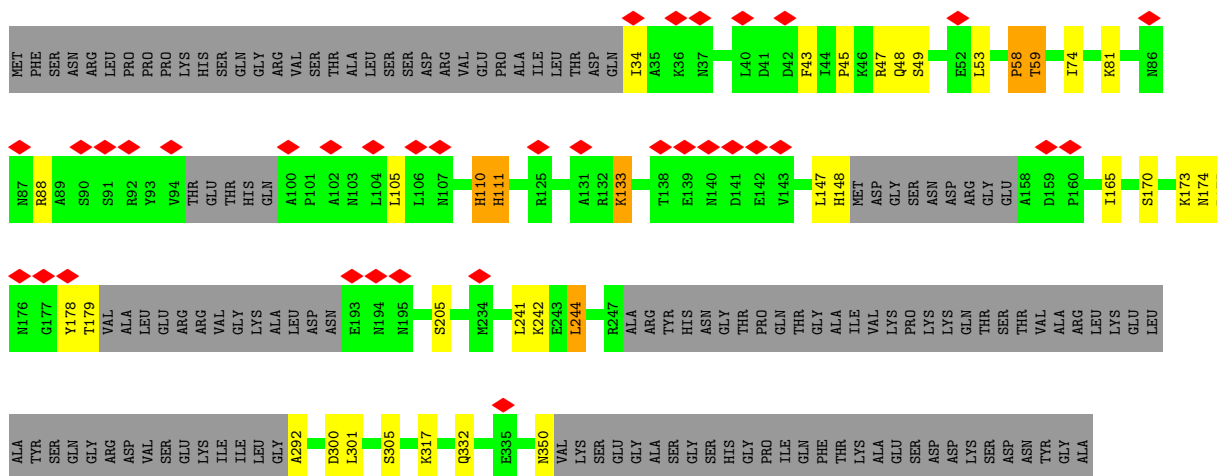 MET PHE SER ASN ARG LEU PRO PRO PRO LYS HIS SER GLN GLY ARG VAL SER THR ALA LEU SER SER ASP ARG VAL GLU PRO ALA ILE LEU THR ASP GLN I34 A35 K36 N37 L40 D41 D42 F43 I44 P45 K46 R47 Q48 S49 E52 L53 P58 T59 I74 K81 N86
N87 R88 A89 S90 S91 R92 Y93 V94 THR GLU THR HIS GLN A100 P101 A102 N103 L104 L105 L106 N107 H110 H111 R125 A131 R132 K133 T138 E139 N140 D141 E142 V143 L147 H148 MET ASP GLY SER ASN ASP ARG GLY GLU A158 D159 P160 I165 S170 K173 N174
N176 G177 Y178 T179 VAL ALA LEU GLU ARG ARG VAL GLY LYS ALA LEU ASP ASN E193 N194 N195 S205 M234 L241 K242 E243 L244 R247 ALA ARG TYR HIS ASN GLY THR PRO GLN THR GLY ALA ILE VAL LYS PRO LYS LYS GLN THR SER THR VAL ALA ARG LEU LYS GLU LEU
ALA TYR SER GLN GLY ARG ASP VAL SER GLU LYS ILE ILE LEU GLY A292 D300 L301 S305 K317 Q332 E335 N350 VAL LYS SER GLU GLY ALA SER GLY SER HIS GLY PRO ILE GLN PHE THR LYS ALA GLU SER ASP ASP LYS SER ASP ASN TYR GLY ALA